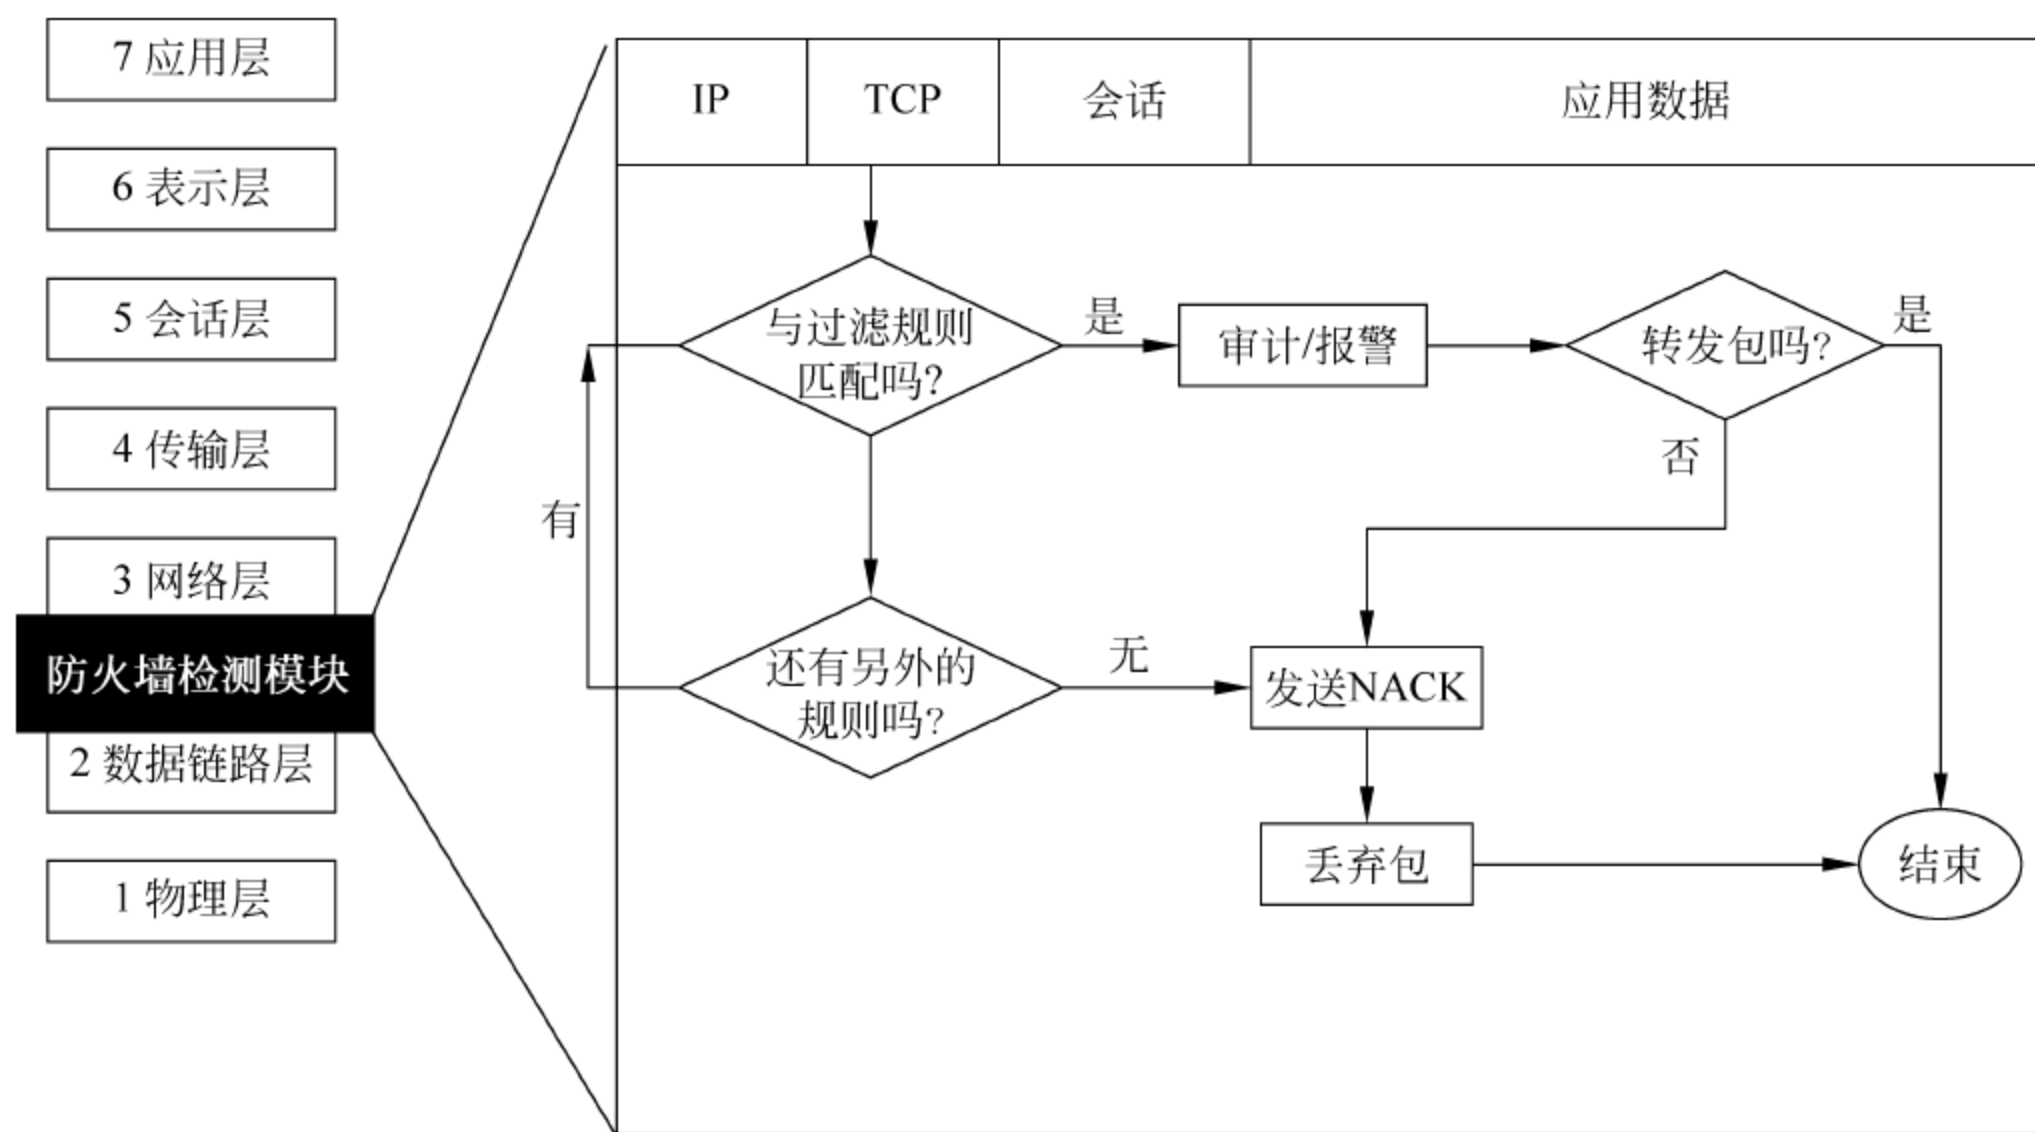 7 应用层
6 表示层
5 会话层
4 传输层
3 网络层
防火墙检测模块
2 数据链路层
1 物理层
IP
TCP
会话
应用数据
与过滤规则
匹配吗?
是
审计/报警
转发包吗?
是
否
有
还有另外的
规则吗?
无
发送NACK
丢弃包
结束